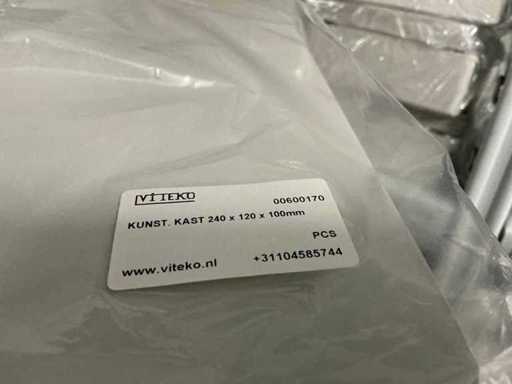 VITEKO 00600170
KUNST. KAST 240 x 120 x 100mm
PCS
www.viteko.nl +31104585744